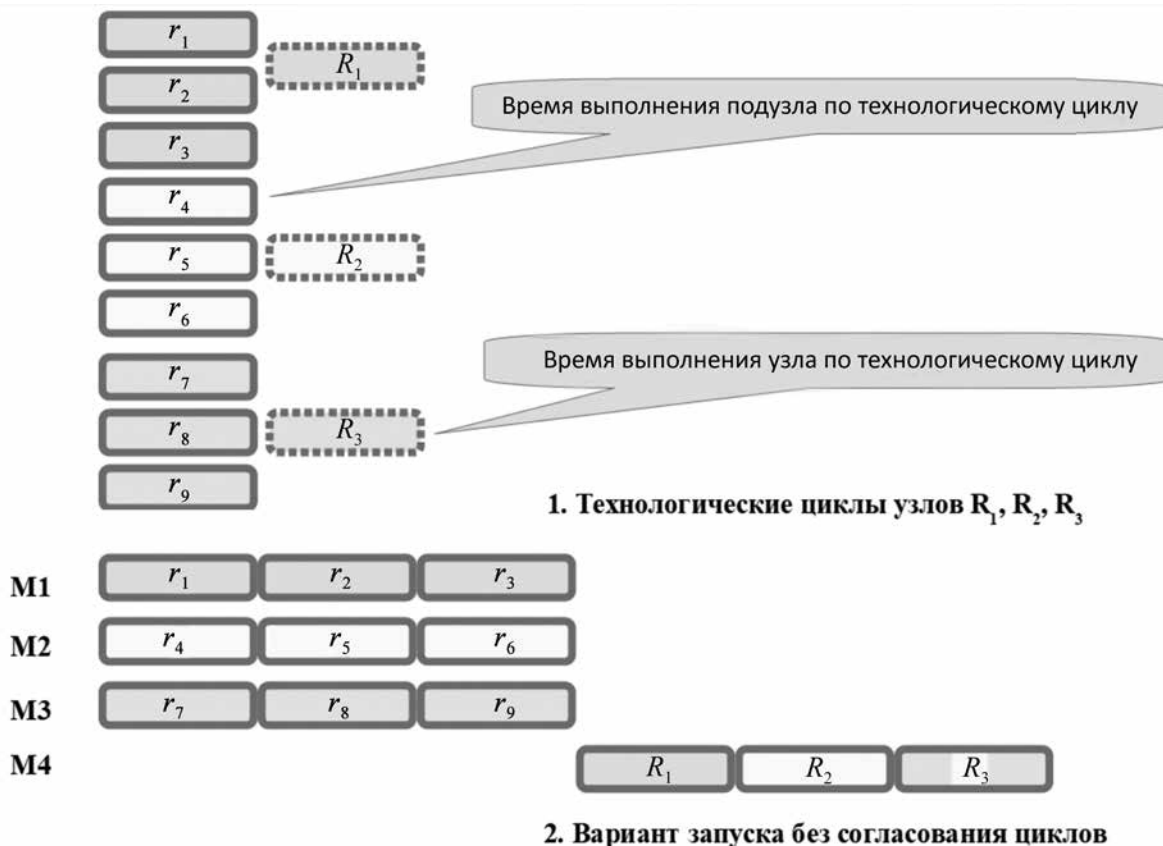 r₁
R₁
r₂
Время выполнения подузла по технологическому циклу
r₃
r₄
r₅
R₂
r₆
Время выполнения узла по технологическому циклу
r₇
r₈
R₃
r₉
1. Технологические циклы узлов R₁, R₂, R₃
M1 r₁ r₂ r₃
M2 r₄ r₅ r₆
M3 r₇ r₈ r₉
M4 R₁ R₂ R₃
2. Вариант запуска без согласования циклов